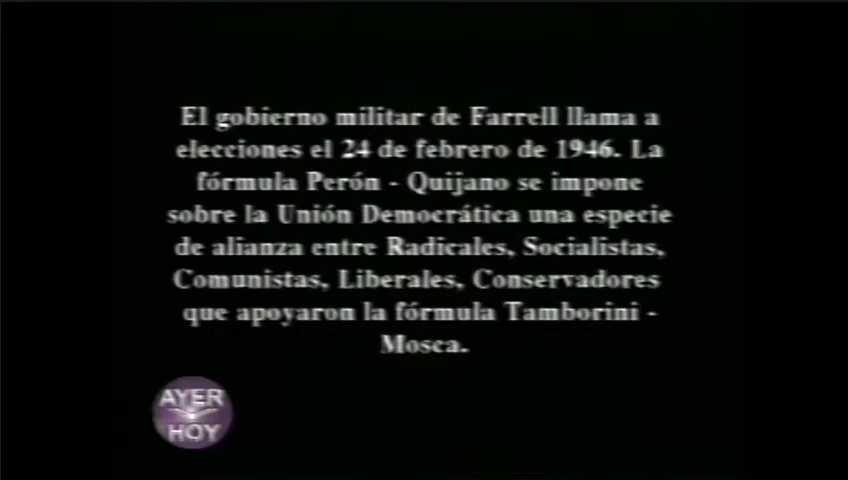 El gobierno militar de Farrell llama a
elecciones el 24 de febrero de 1946. La
fórmula Perón - Quijano se impone
sobre la Unión Democrática una especie
de alianza entre Radicales, Socialistas,
Comunistas, Liberales, Conservadores
que apoyaron la fórmula Tamborini -
Mosca.
AYER
HOY